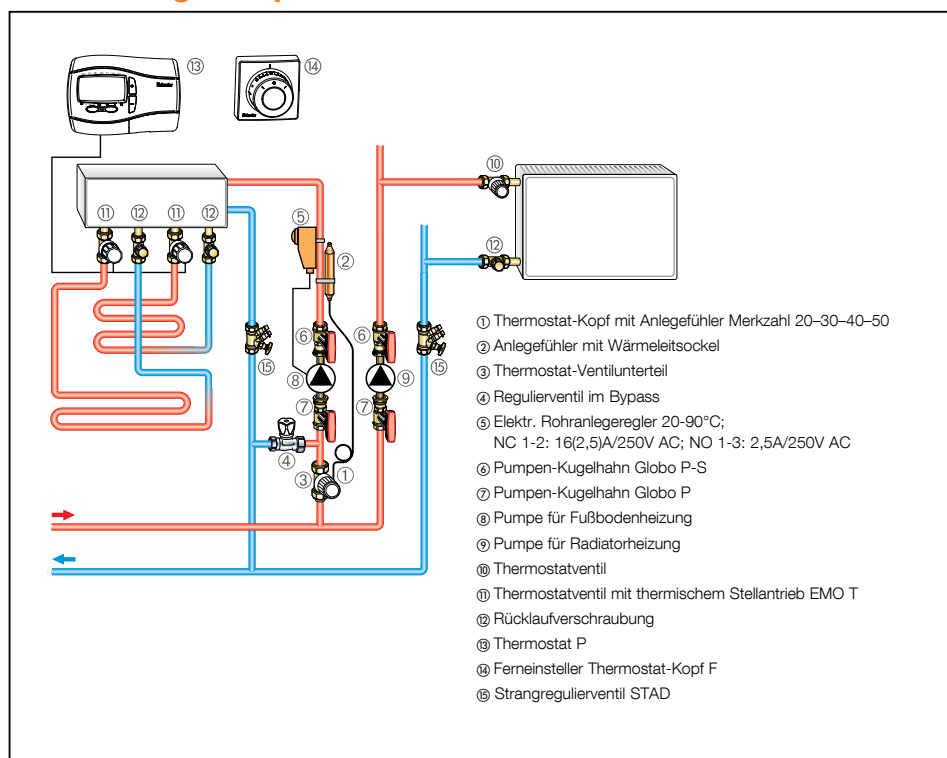 ⑬
⑭
⑩
⑪ ⑫ ⑪ ⑫
⑤
②
⑫
⑥ ⑥
⑮ ⑮
⑧ ⑨
⑦ ⑦
④
③ ①
① Thermostat-Kopf mit Anlegefühler Merkzahl 20–30–40–50
② Anlegefühler mit Wärmeleitsockel
③ Thermostat-Ventilunterteil
④ Regulierventil im Bypass
⑤ Elektr. Rohranlegeregler 20-90°C;
NC 1-2: 16(2,5)A/250V AC; NO 1-3: 2,5A/250V AC
⑥ Pumpen-Kugelhahn Globo P-S
⑦ Pumpen-Kugelhahn Globo P
⑧ Pumpe für Fußbodenheizung
⑨ Pumpe für Radiatorheizung
⑩ Thermostatventil
⑪ Thermostatventil mit thermischem Stellantrieb EMO T
⑫ Rücklaufverschraubung
⑬ Thermostat P
⑭ Ferneinsteller Thermostat-Kopf F
⑮ Strangregulierventil STAD